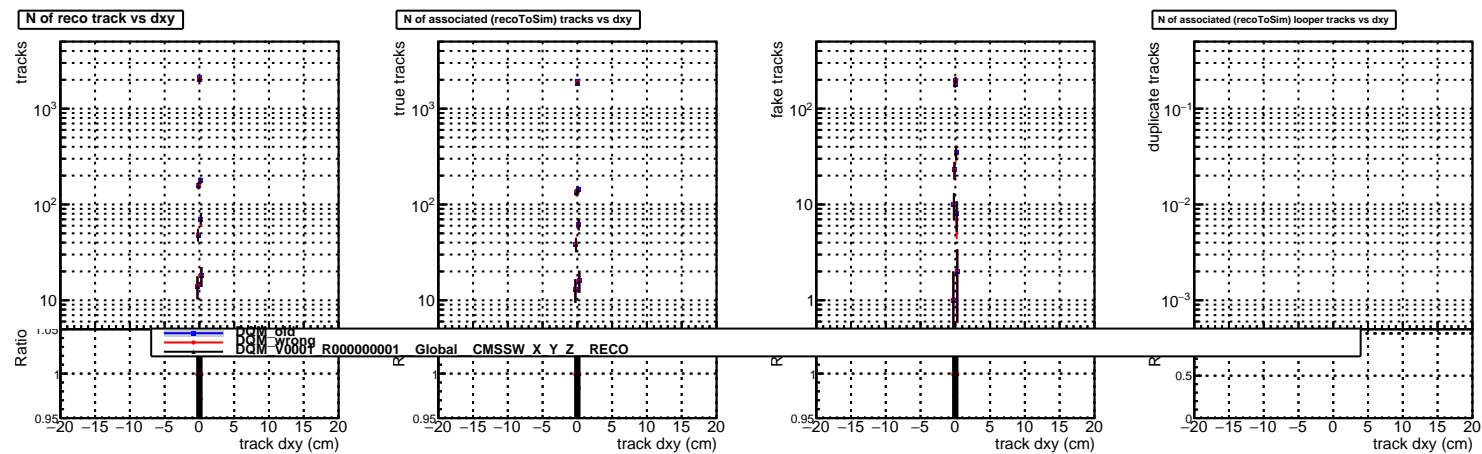 N of reco track vs dxy
tracks
10³
10²
10
1.05
Ratio
1
0.95
−20 −15 −10 −5 0 5 10 15 20
track dxy (cm)
N of associated (recoToSim) tracks vs dxy
true tracks
10³
10²
10
1
0.95
−20 −15 −10 −5 0 5 10 15 20
track dxy (cm)
fake tracks
10²
10
1
1
0.95
−20 −15 −10 −5 0 5 10 15 20
track dxy (cm)
N of associated (recoToSim) looper tracks vs dxy
duplicate tracks
10⁻¹
10⁻²
10⁻³
0.5
0
−20 −15 −10 −5 0 5 10 15 20
track dxy (cm)
DQM_old
DQM_wrong
DQM_V0001_R000000001__Global__CMSSW_X_Y_Z__RECO